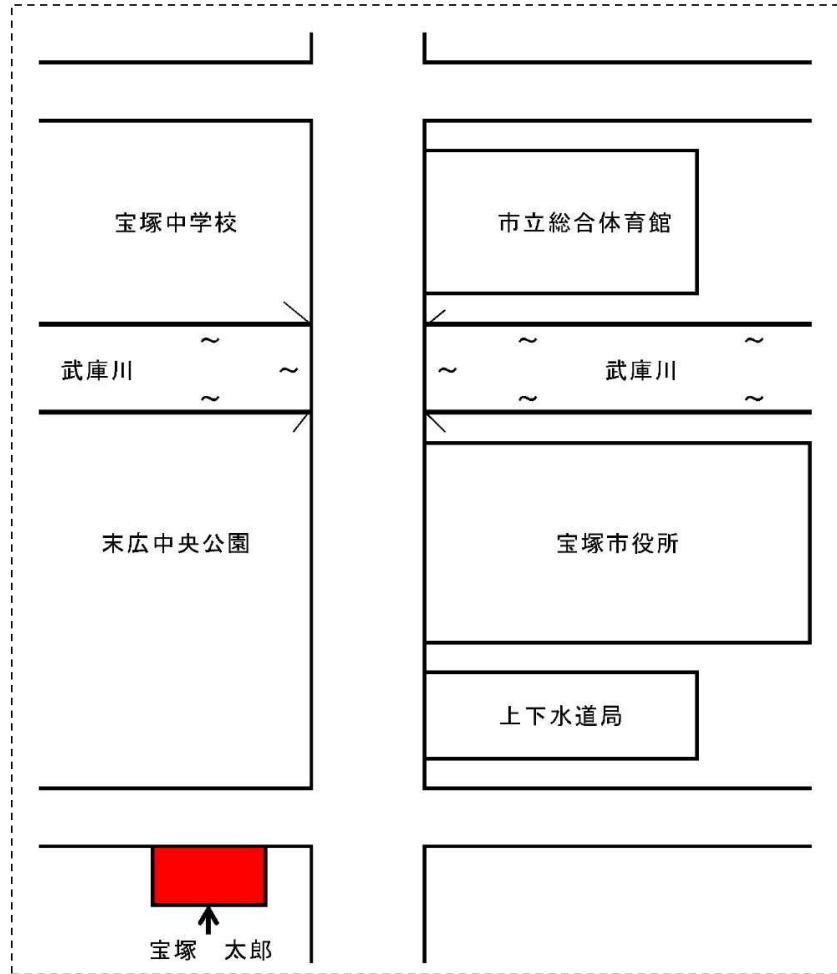 宝塚中学校
市立総合体育館
武庫川
武庫川
末広中央公園
宝塚市役所
上下水道局
宝塚　太郎